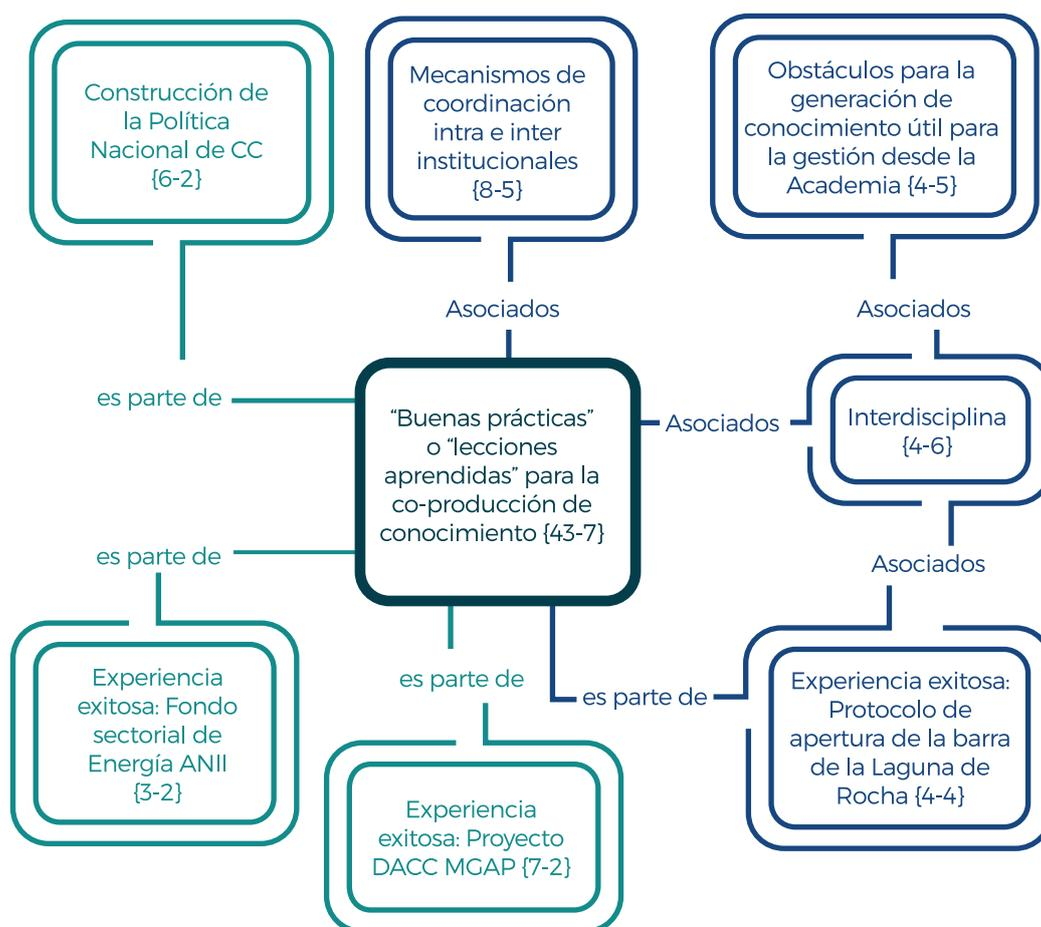 Construcción de
la Política
Nacional de CC
{6-2}
Mecanismos de
coordinación
intra e inter
institucionales
{8-5}
Obstáculos para la
generación de
conocimiento útil para
la gestión desde la
Academia {4-5}
Asociados
Asociados
es parte de
"Buenas prácticas"
o "lecciones
aprendidas" para la
co-producción de
conocimiento {43-7}
Asociados
Interdisciplina
{4-6}
es parte de
Asociados
Experiencia
exitosa: Fondo
sectorial de
Energía ANII
{3-2}
es parte de
es parte de
Experiencia exitosa:
Protocolo de
apertura de la barra
de la Laguna de
Rocha {4-4}
Experiencia
exitosa: Proyecto
DACC MGAP {7-2}